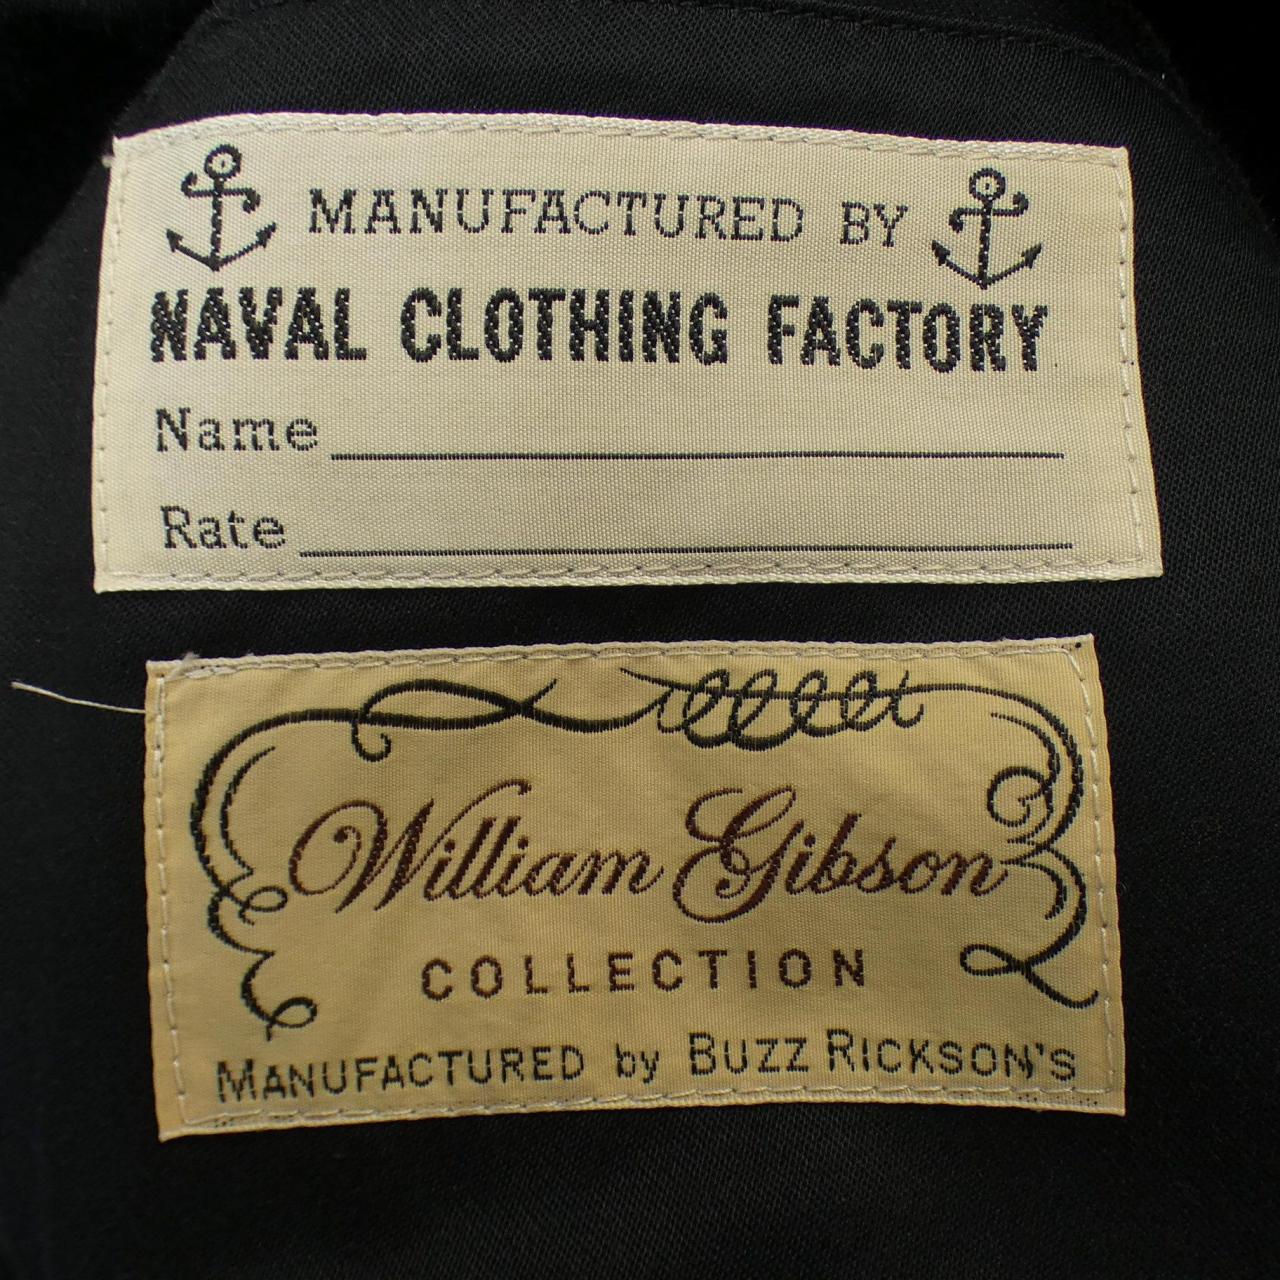 MANUFACTURED BY
NAVAL CLOTHING FACTORY
Name
Rate
William Gibson
COLLECTION
MANUFACTURED by BUZZ RICKSON'S